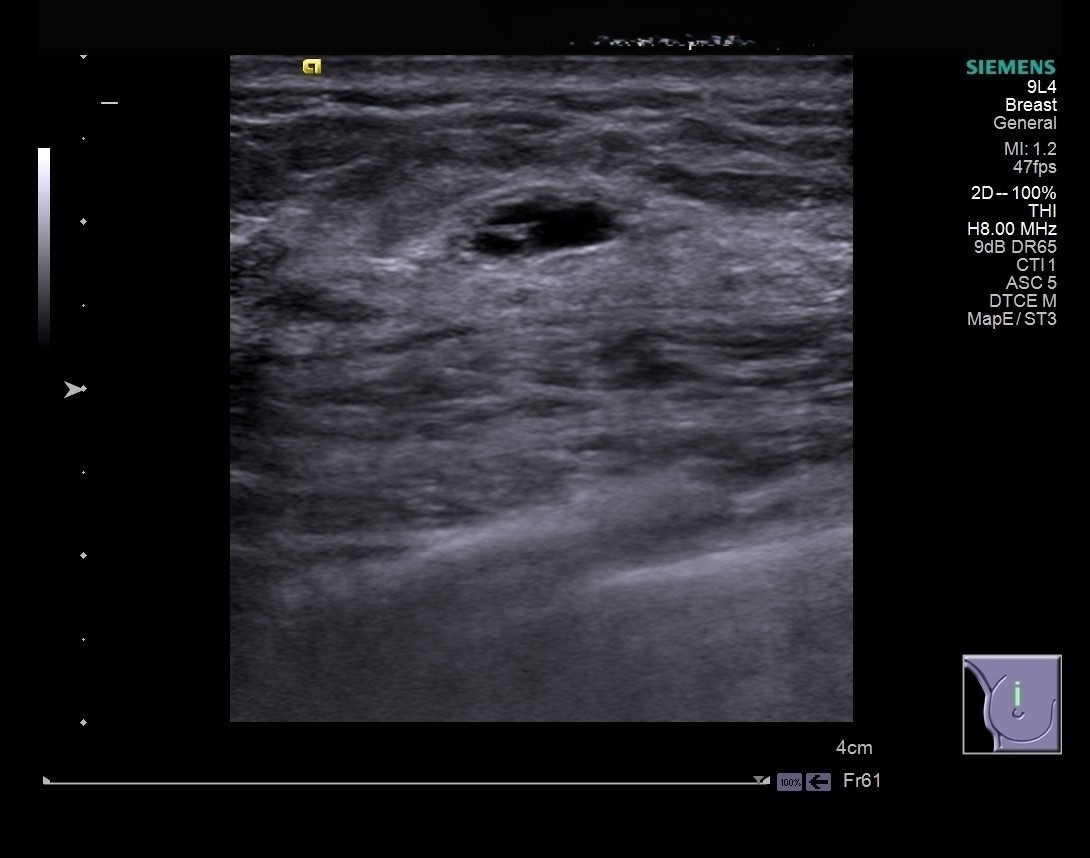 SIEMENS
9L4
Breast
General
MI: 1.2
47fps
2D--100%
THI
H8.00 MHz
9dB DR65
CTI 1
ASC 5
DTCE M
MapE / ST3
i
4cm
100%
Fr61